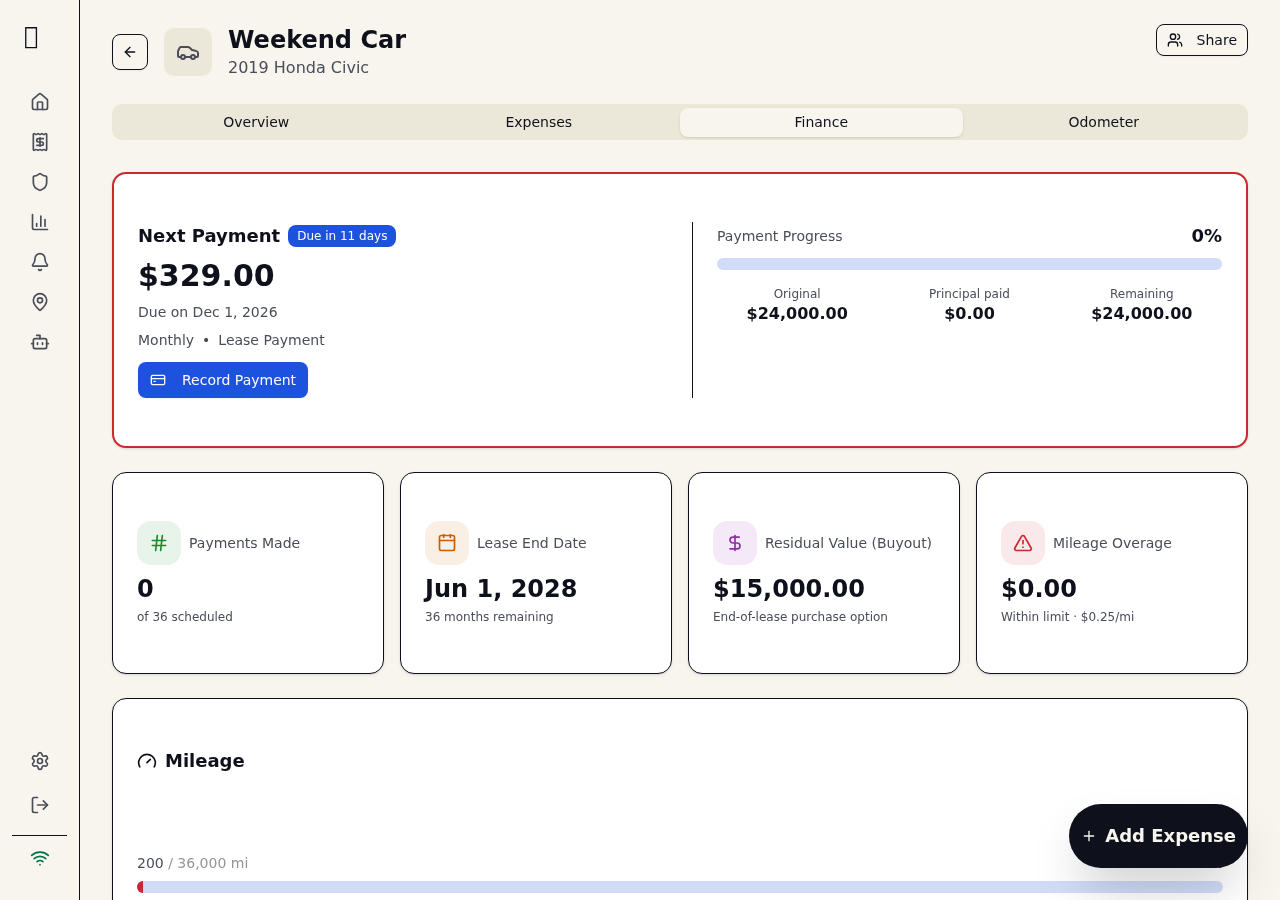 Weekend Car
2019 Honda Civic
Share
Overview
Expenses
Finance
Odometer
Next Payment
Due in 11 days
$329.00
Due on Dec 1, 2026
Monthly • Lease Payment
Record Payment
Payment Progress
0%
Original
$24,000.00
Principal paid
$0.00
Remaining
$24,000.00
Payments Made
0
of 36 scheduled
Lease End Date
Jun 1, 2028
36 months remaining
Residual Value (Buyout)
$15,000.00
End-of-lease purchase option
Mileage Overage
$0.00
Within limit · $0.25/mi
Mileage
200 / 36,000 mi
Add Expense